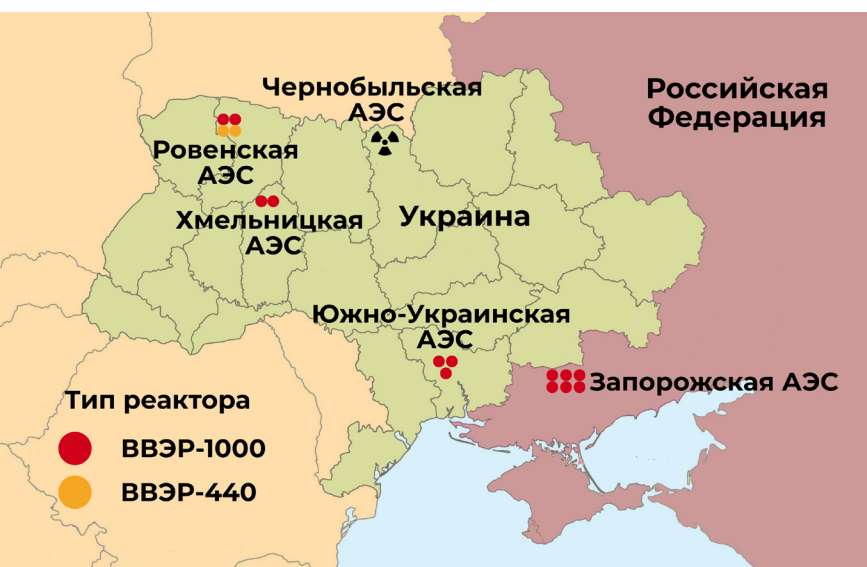 Чернобыльская
АЭС
Российская
Федерация
Ровенская
АЭС
Хмельницкая
АЭС
Украина
Южно-Украинская
АЭС
Запорожская АЭС
Тип реактора
ВВЭР-1000
ВВЭР-440